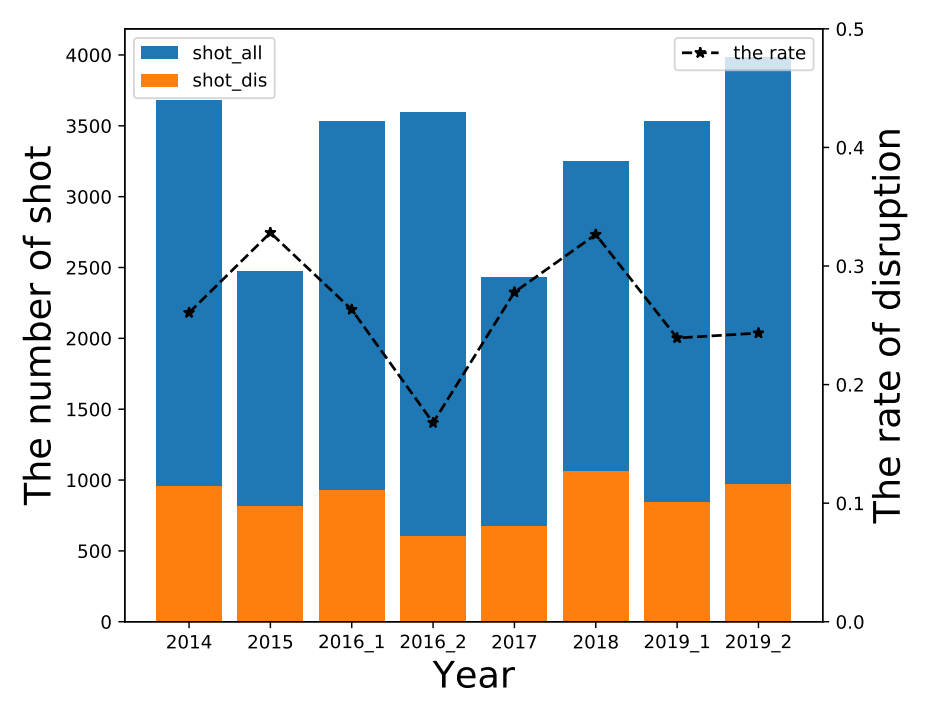 shot_all
shot_dis
the rate
The number of shot
4000
3500
3000
2500
2000
1500
1000
500
0
The rate of disruption
0.5
0.4
0.3
0.2
0.1
0.0
2014 2015 2016_1 2016_2 2017 2018 2019_1 2019_2
Year